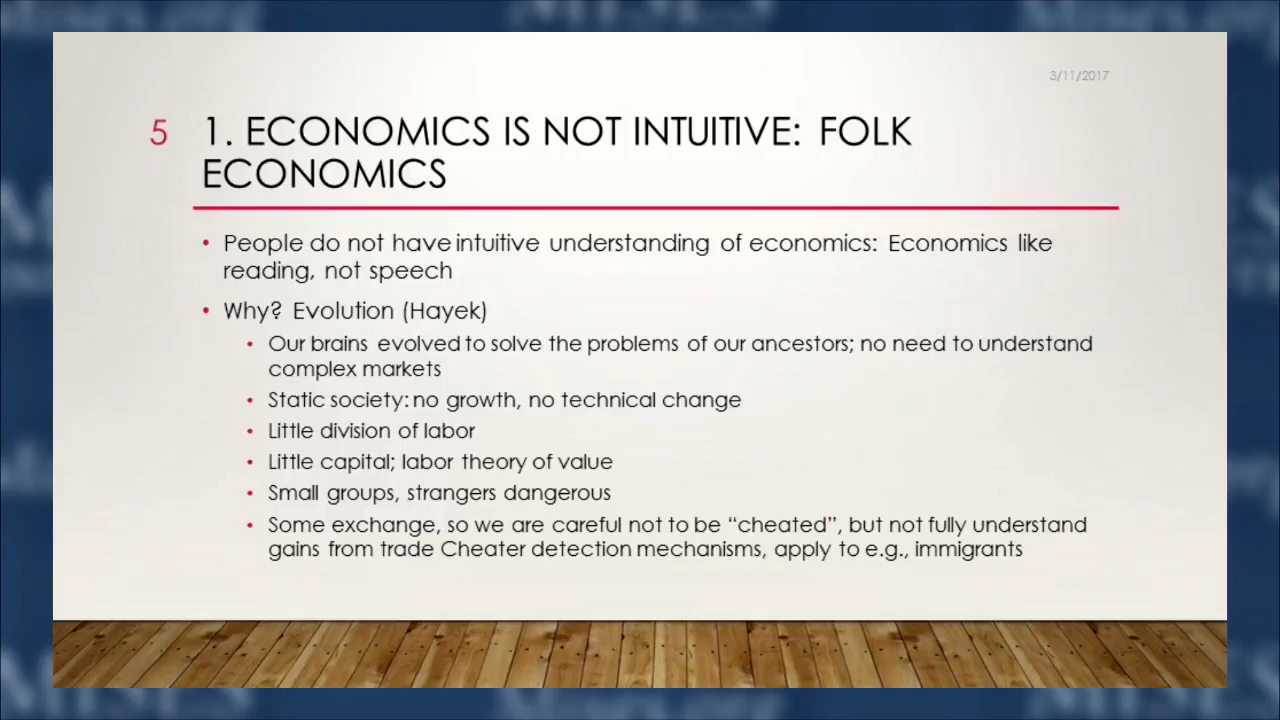 3/11/2017
5 1. ECONOMICS IS NOT INTUITIVE: FOLK
ECONOMICS
• People do not have intuitive understanding of economics: Economics like
reading, not speech
• Why? Evolution (Hayek)
• Our brains evolved to solve the problems of our ancestors; no need to understand
complex markets
• Static society: no growth, no technical change
• Little division of labor
• Little capital; labor theory of value
• Small groups, strangers dangerous
• Some exchange, so we are careful not to be “cheated”, but not fully understand
gains from trade Cheater detection mechanisms, apply to e.g., immigrants